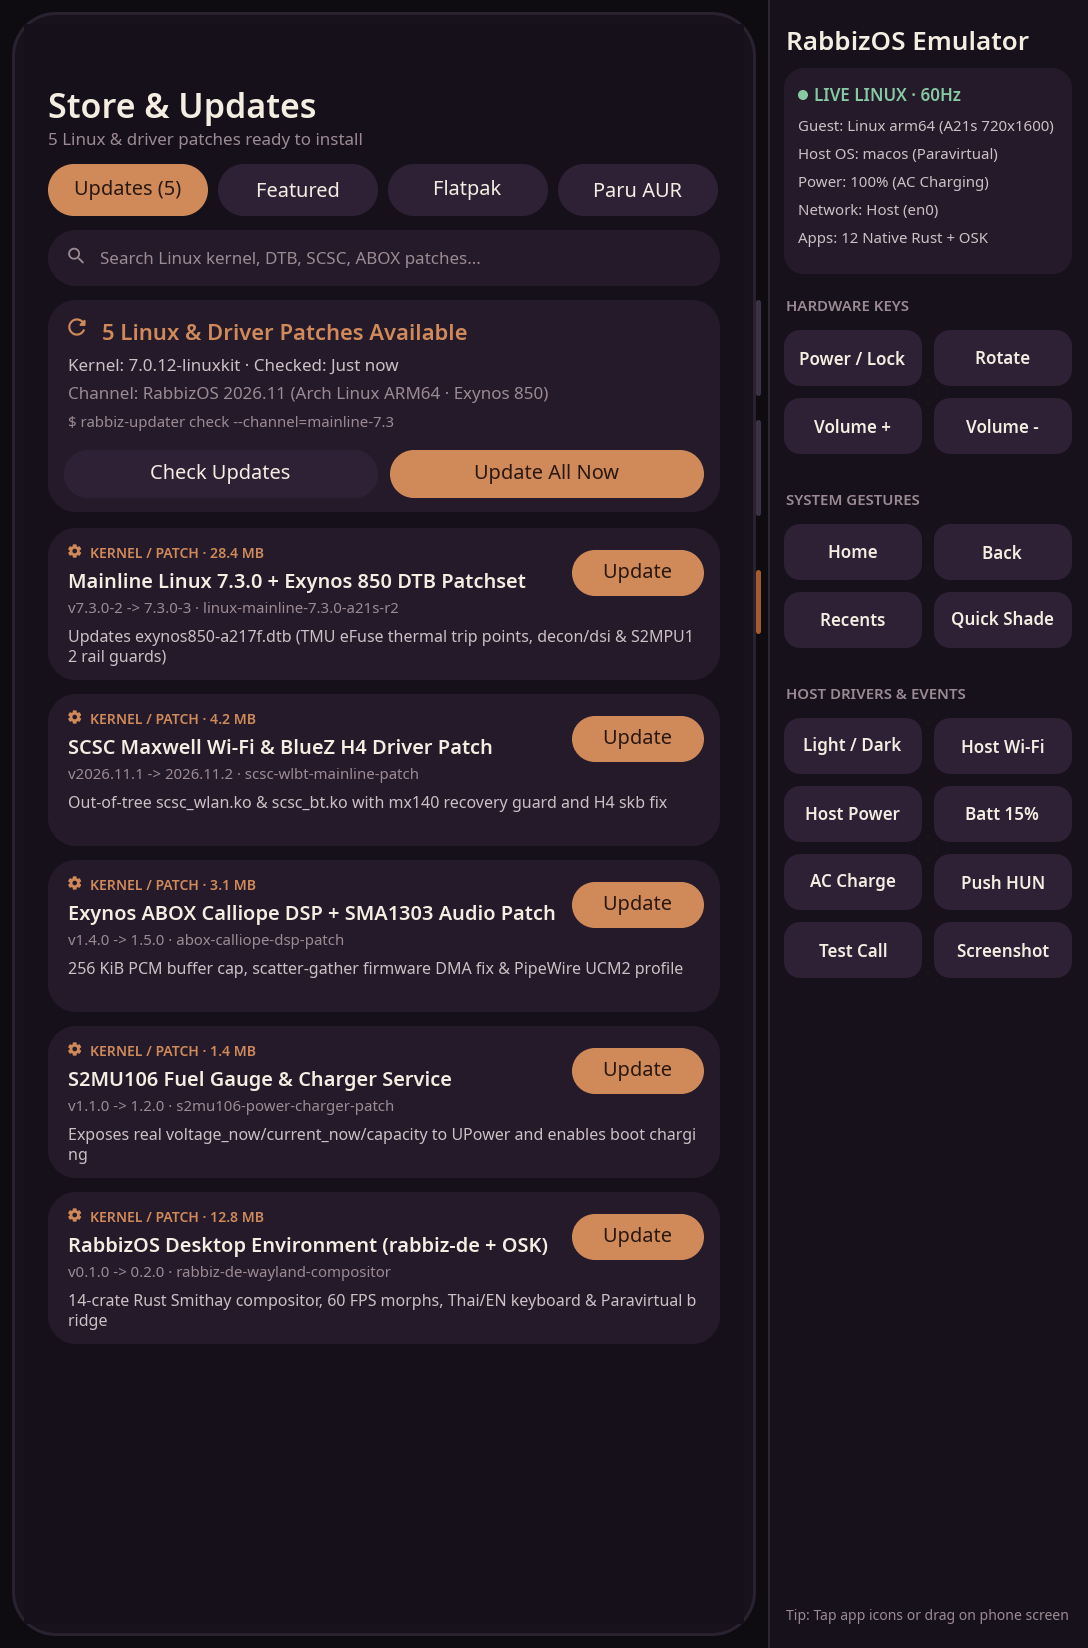 Store & Updates
5 Linux & driver patches ready to install
Updates (5)
Featured
Flatpak
Paru AUR
Search Linux kernel, DTB, SCSC, ABOX patches...
5 Linux & Driver Patches Available
Kernel: 7.0.12-linuxkit · Checked: Just now
Channel: RabbizOS 2026.11 (Arch Linux ARM64 · Exynos 850)
$ rabbiz-updater check --channel=mainline-7.3
Check Updates
Update All Now
KERNEL / PATCH · 28.4 MB
Mainline Linux 7.3.0 + Exynos 850 DTB Patchset
v7.3.0-2 -> 7.3.0-3 · linux-mainline-7.3.0-a21s-r2
Updates exynos850-a217f.dtb (TMU eFuse thermal trip points, decon/dsi & S2MPU1
2 rail guards)
Update
KERNEL / PATCH · 4.2 MB
SCSC Maxwell Wi-Fi & BlueZ H4 Driver Patch
v2026.11.1 -> 2026.11.2 · scsc-wlbt-mainline-patch
Out-of-tree scsc_wlan.ko & scsc_bt.ko with mx140 recovery guard and H4 skb fix
Update
KERNEL / PATCH · 3.1 MB
Exynos ABOX Calliope DSP + SMA1303 Audio Patch
v1.4.0 -> 1.5.0 · abox-calliope-dsp-patch
256 KiB PCM buffer cap, scatter-gather firmware DMA fix & PipeWire UCM2 profile
Update
KERNEL / PATCH · 1.4 MB
S2MU106 Fuel Gauge & Charger Service
v1.1.0 -> 1.2.0 · s2mu106-power-charger-patch
Exposes real voltage_now/current_now/capacity to UPower and enables boot chargi
ng
Update
KERNEL / PATCH · 12.8 MB
RabbizOS Desktop Environment (rabbiz-de + OSK)
v0.1.0 -> 0.2.0 · rabbiz-de-wayland-compositor
14-crate Rust Smithay compositor, 60 FPS morphs, Thai/EN keyboard & Paravirtual b
ridge
Update
RabbizOS Emulator
LIVE LINUX · 60Hz
Guest: Linux arm64 (A21s 720x1600)
Host OS: macos (Paravirtual)
Power: 100% (AC Charging)
Network: Host (en0)
Apps: 12 Native Rust + OSK
HARDWARE KEYS
Power / Lock
Rotate
Volume +
Volume -
SYSTEM GESTURES
Home
Back
Recents
Quick Shade
HOST DRIVERS & EVENTS
Light / Dark
Host Wi-Fi
Host Power
Batt 15%
AC Charge
Push HUN
Test Call
Screenshot
Tip: Tap app icons or drag on phone screen